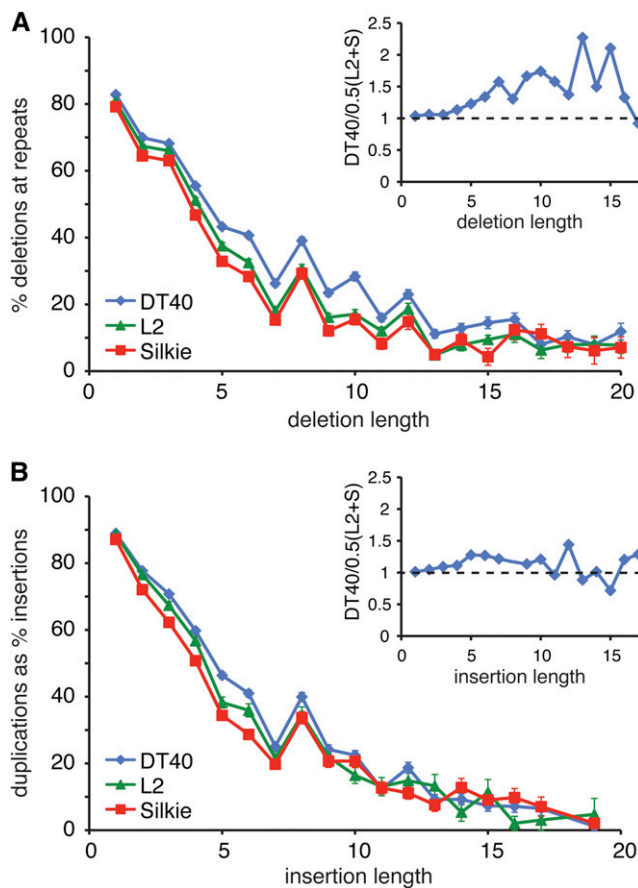 A
% deletions at repeats
100
80
60
40
20
0
DT40
L2
Silkie
0 5 10 15 20
deletion length
DT40/0.5(L2+S)
2.5
2
1.5
1
0.5
0
0 5 10 15
deletion length
B
duplications as % insertions
100
80
60
40
20
0
DT40
L2
Silkie
0 5 10 15 20
insertion length
DT40/0.5(L2+S)
2.5
2
1.5
1
0.5
0
0 5 10 15
insertion length